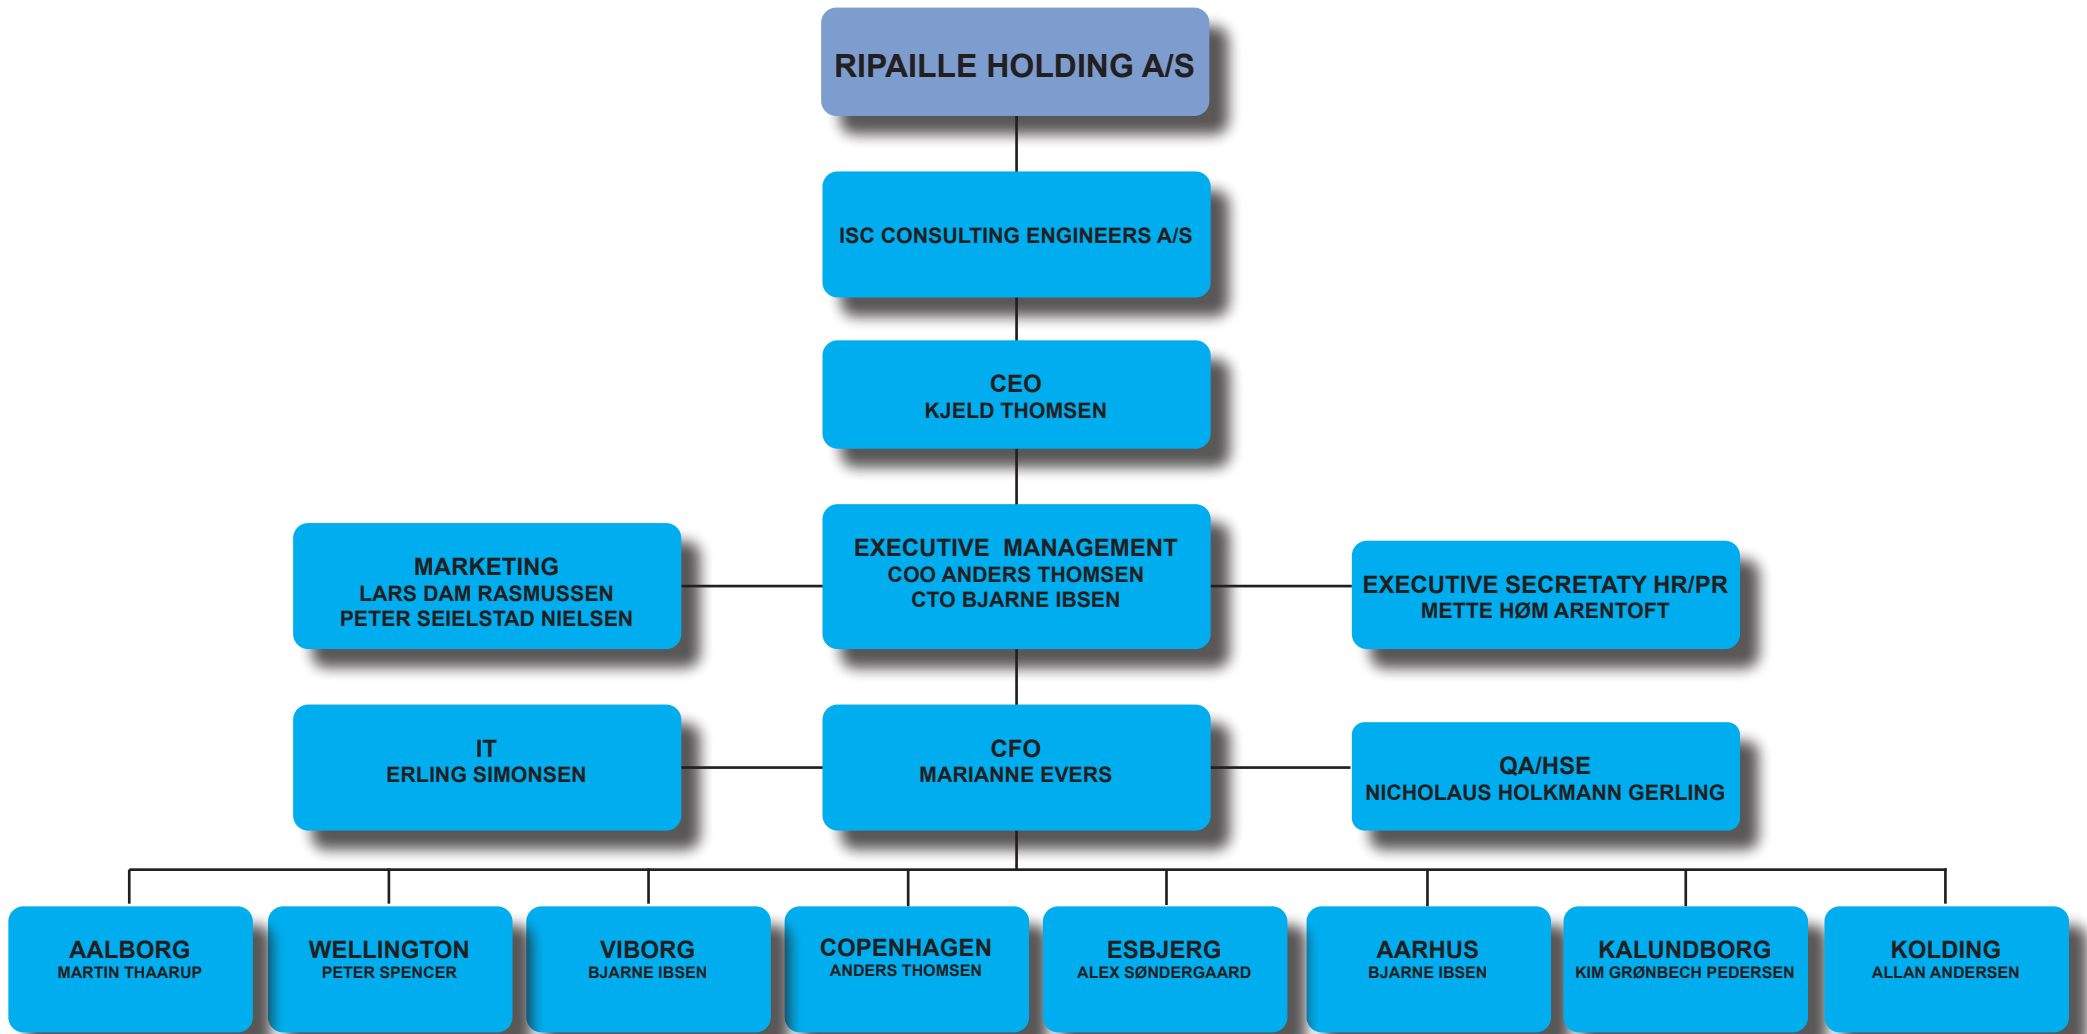 RIPAILLE HOLDING A/S
ISC CONSULTING ENGINEERS A/S
CEO
KJELD THOMSEN
MARKETING
LARS DAM RASMUSSEN
PETER SEIELSTAD NIELSEN
EXECUTIVE MANAGEMENT
COO ANDERS THOMSEN
CTO BJARNE IBSEN
EXECUTIVE SECRETATY HR/PR
METTE HØM ARENTOFT
IT
ERLING SIMONSEN
CFO
MARIANNE EVERS
QA/HSE
NICHOLAUS HOLKMANN GERLING
AALBORG
MARTIN THAARUP
WELLINGTON
PETER SPENCER
VIBORG
BJARNE IBSEN
COPENHAGEN
ANDERS THOMSEN
ESBJERG
ALEX SØNDERGAARD
AARHUS
BJARNE IBSEN
KALUNDBORG
KIM GRØNBECH PEDERSEN
KOLDING
ALLAN ANDERSEN